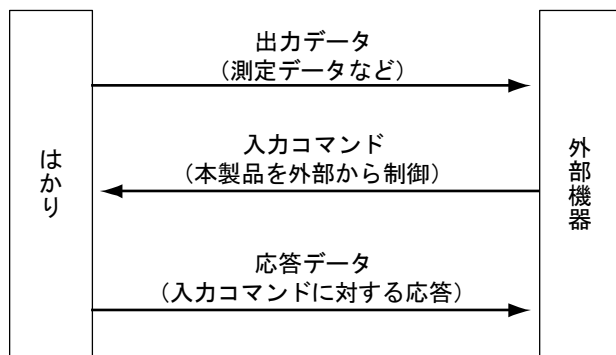 出力データ
（測定データなど）
はかり
入力コマンド
（本製品を外部から制御）
外部機器
応答データ
（入力コマンドに対する応答）